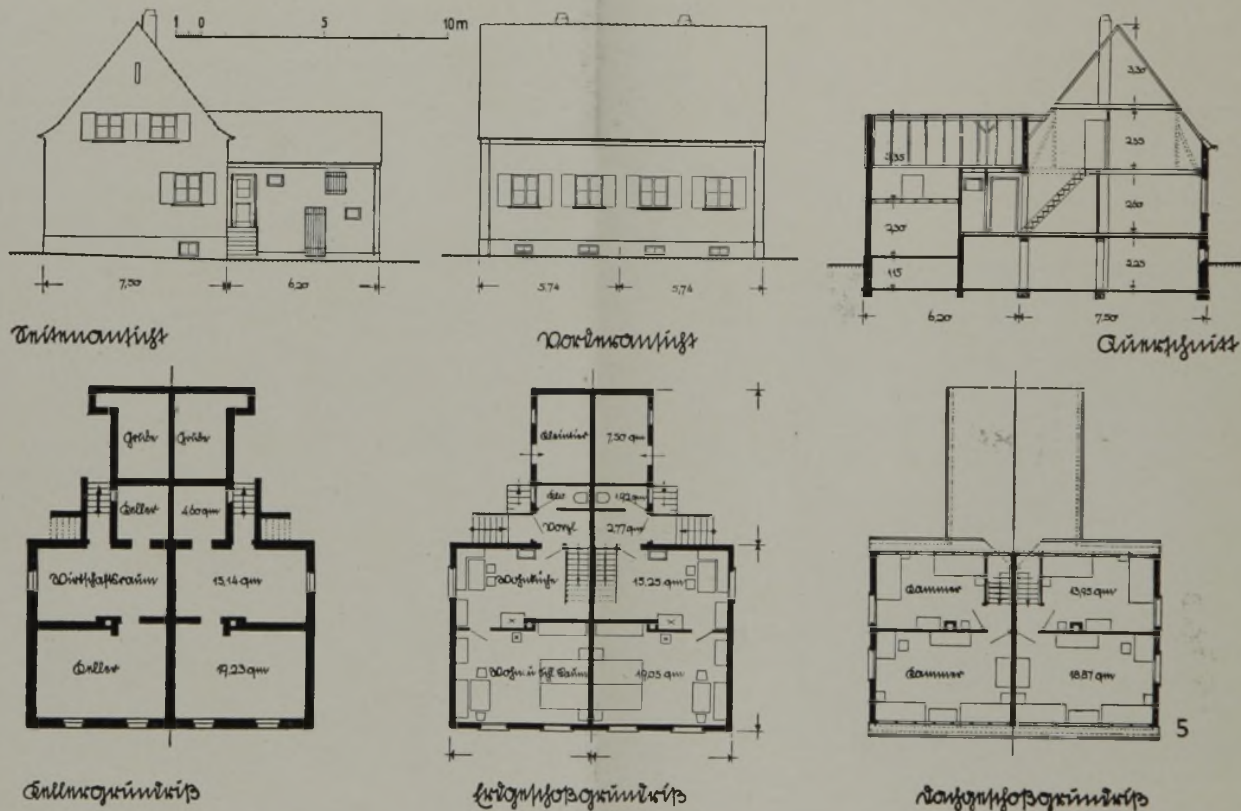 1 0 5 10m
7,50 6,20
5,74 5,74
3,30
2,55
2,60
2,25
3,35
2,30
1,15
6,20 7,50
Seitenansicht
Vorderansicht
Querschnitt
Grube Grube
Keller 4,60 qm
Wirtschaftsraum 15,14 qm
Keller 19,23 qm
Kleintier 7,50 qm
1,92 qm
Vorpl 2,77 qm
Wohnküche 15,25 qm
Wohn u Schl. Raum 19,05 qm
Kammer 13,95 qm
Kammer 18,87 qm
5
Kellergrundriß
Erdgeschoßgrundriß
Dachgeschoßgrundriß